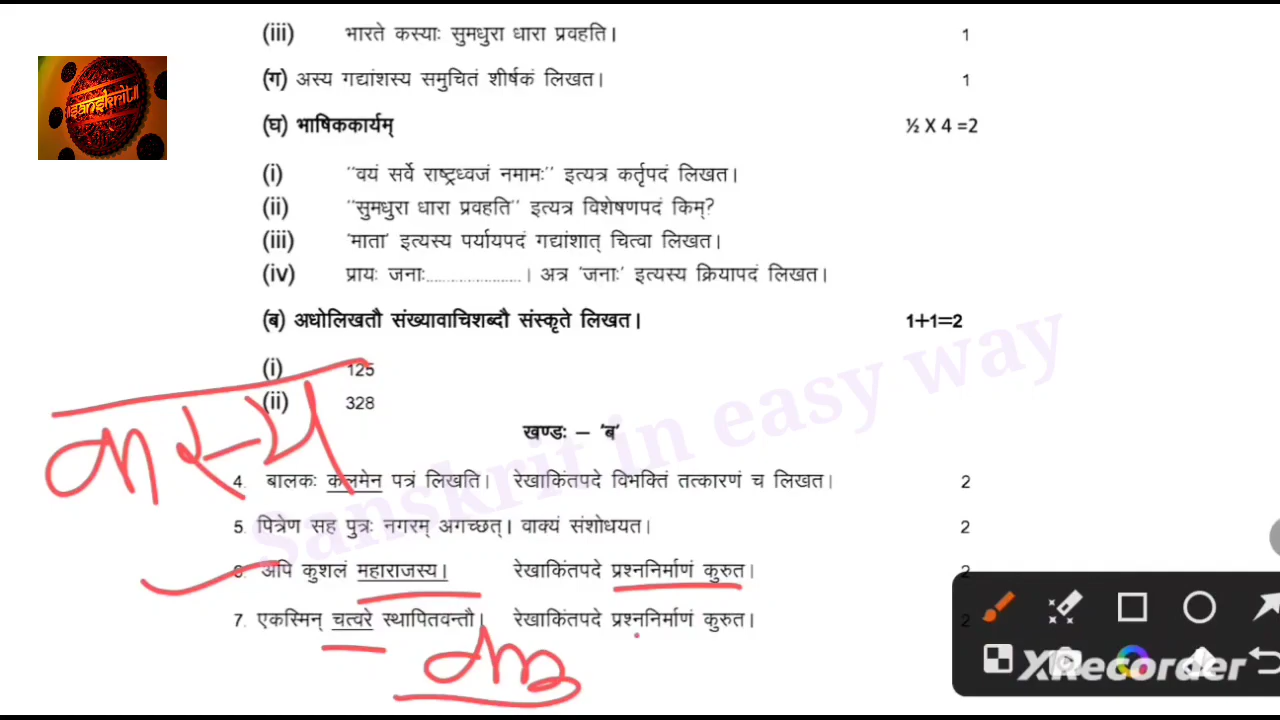 (iii) भारते कस्याः सुमधुरा धारा प्रवहति। 1
(ग) अस्य गद्यांशस्य समुचितं शीर्षकं लिखत। 1
॥sanskrit॥
(घ) भाषिककार्यम् ½ X 4 =2
(i) ''वयं सर्वे राष्ट्रध्वजं नमामः'' इत्यत्र कर्तृपदं लिखत।
(ii) ''सुमधुरा धारा प्रवहति'' इत्यत्र विशेषणपदं किम्?
(iii) 'माता' इत्यस्य पर्यायपदं गद्यांशात् चित्वा लिखत।
(iv) प्रायः जनाः......................। अत्र 'जनाः' इत्यस्य क्रियापदं लिखत।
(ब) अधोलिखतौ संख्यावाचिशब्दौ संस्कृते लिखत। 1+1=2
(i) 125
(ii) 328
कस्य
खण्डः – 'ब'
4. बालकः कलमेन पत्रं लिखति। रेखाकिंतपदे विभक्तिं तत्कारणं च लिखत। 2
5. पित्रेण सह पुत्रः नगरम् अगच्छत्। वाक्यं संशोधयत। 2
6. अपि कुशलं महाराजस्य। रेखाकिंतपदे प्रश्ननिर्माणं कुरुत। 2
7. एकस्मिन् चत्वरे स्थापितवन्तौ। रेखाकिंतपदे प्रश्ननिर्माणं कुरुत। 2
Sanskrit in easy way
XRecorder